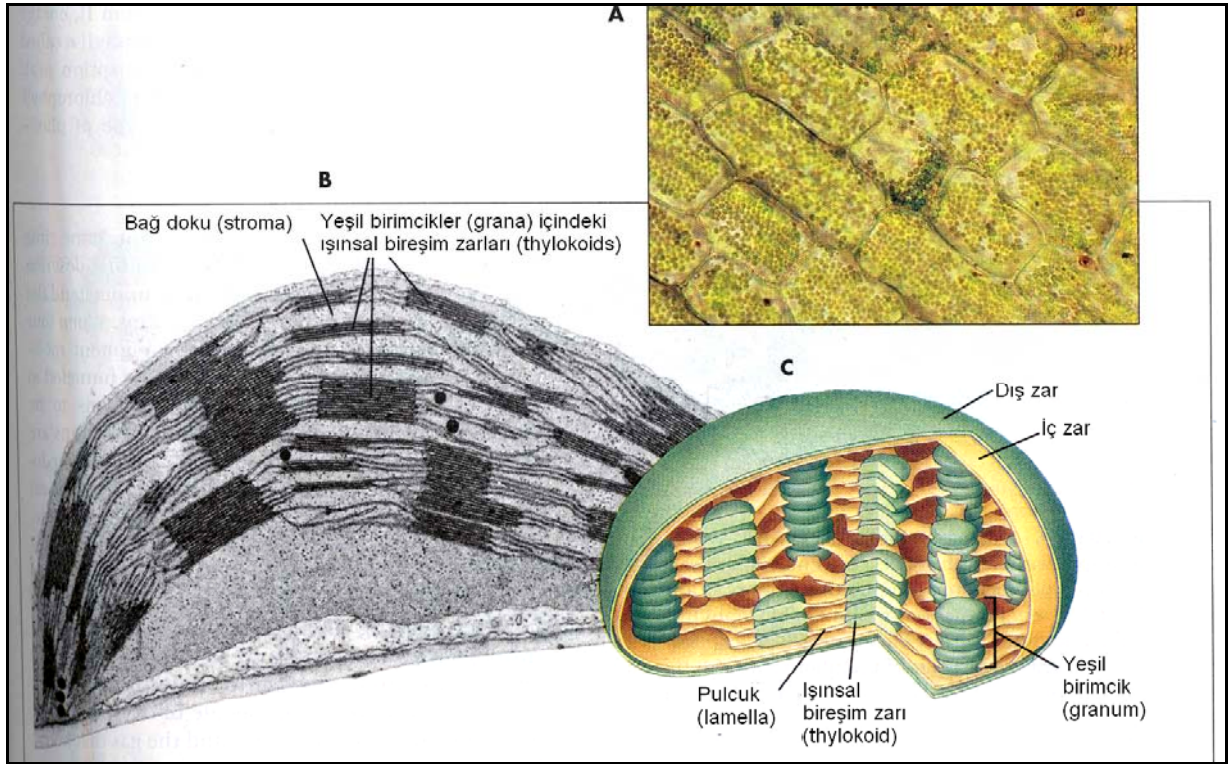 A
B
Bağ doku (stroma)
Yeşil birimcikler (grana) içindeki
ışınsal bireşim zarları (thylokoids)
C
Dış zar
İç zar
Pulcuk
(lamella)
Işınsal
bireşim zarı
(thylokoid)
Yeşil
birimcik
(granum)